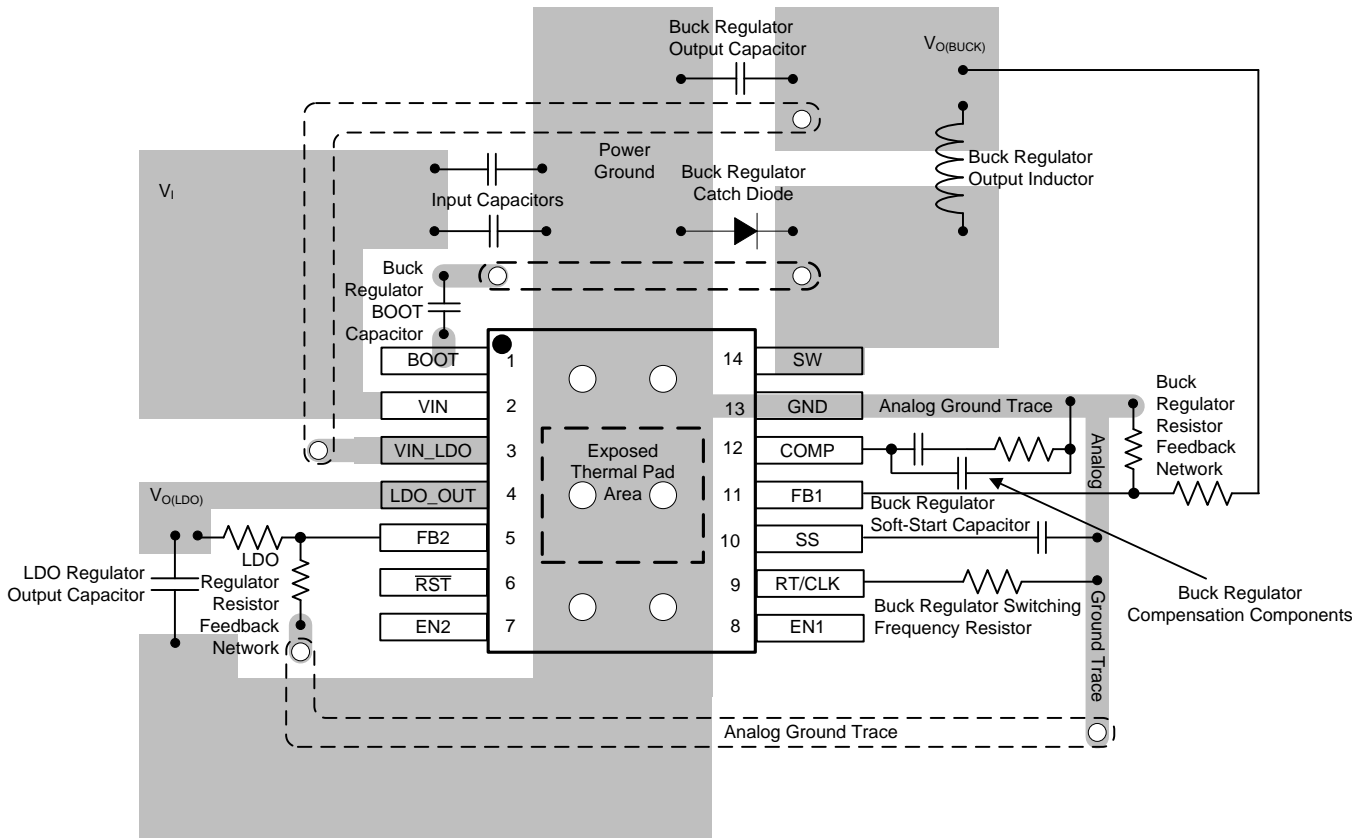 Buck Regulator
Output Capacitor
VO(BUCK)
Power
Ground
Buck Regulator
Catch Diode
Buck Regulator
Output Inductor
VI
Input Capacitors
Buck
Regulator
BOOT
Capacitor
BOOT
1
14
SW
VIN
2
13
GND
Analog Ground Trace
Buck
Regulator
Resistor
Feedback
Network
VIN_LDO
3
12
COMP
Exposed
Thermal Pad
Area
Analog
Ground Trace
VO(LDO)
LDO_OUT
4
11
FB1
Buck Regulator
Soft-Start Capacitor
FB2
5
10
SS
LDO
Regulator
Resistor
Feedback
Network
LDO Regulator
Output Capacitor
RST
6
9
RT/CLK
Buck Regulator Switching
Frequency Resistor
Buck Regulator
Compensation Components
EN2
7
8
EN1
Analog Ground Trace